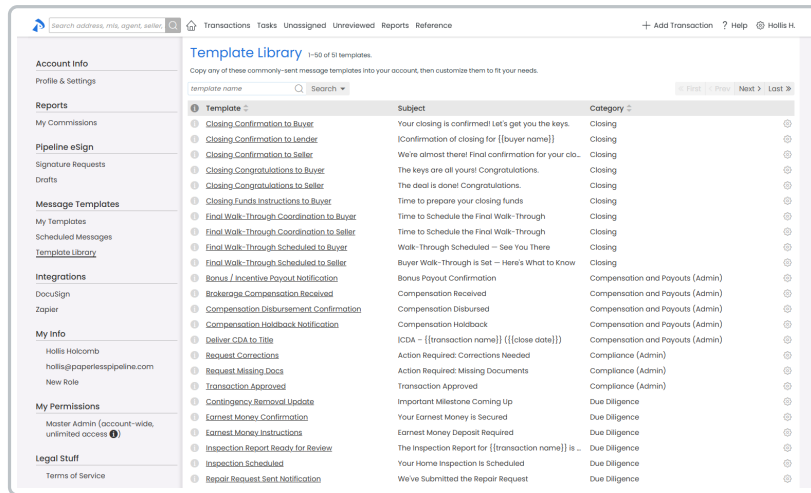 Search address, mls, agent, seller, Transactions Tasks Unassigned Unreviewed Reports Reference + Add Transaction ? Help Hollis H.
Template Library 1-50 of 51 templates.
Copy any of these commonly-sent message templates into your account, then customize them to fit your needs.
template name Search < First < Prev Next > Last »
Account Info
Profile & Settings
Reports
My Commissions
Pipeline eSign
Signature Requests
Drafts
Message Templates
My Templates
Scheduled Messages
Template Library
Integrations
DocuSign
Zapier
My Info
Hollis Holcomb
hollis@paperlesspipeline.com
New Role
My Permissions
Master Admin (account-wide,
unlimited access )
Legal Stuff
Terms of Service
Template Subject Category
Closing Confirmation to Buyer Your closing is confirmed! Let's get you the keys. Closing
Closing Confirmation to Lender |Confirmation of closing for {{buyer name}} Closing
Closing Confirmation to Seller We're almost there! Final confirmation for your clo... Closing
Closing Congratulations to Buyer The keys are all yours! Congratulations. Closing
Closing Congratulations to Seller The deal is done! Congratulations. Closing
Closing Funds Instructions to Buyer Time to prepare your closing funds Closing
Final Walk-Through Coordination to Buyer Time to Schedule the Final Walk-Through Closing
Final Walk-Through Coordination to Seller Time to Schedule the Final Walk-Through Closing
Final Walk-Through Scheduled to Buyer Walk-Through Scheduled — See You There Closing
Final Walk-Through Scheduled to Seller Buyer Walk-Through is Set — Here's What to Know Closing
Bonus / Incentive Payout Notification Bonus Payout Confirmation Compensation and Payouts (Admin)
Brokerage Compensation Received Compensation Received Compensation and Payouts (Admin)
Compensation Disbursement Confirmation Compensation Disbursed Compensation and Payouts (Admin)
Compensation Holdback Notification Compensation Holdback Compensation and Payouts (Admin)
Deliver CDA to Title |CDA – {{transaction name}} ({{close date}}) Compensation and Payouts (Admin)
Request Corrections Action Required: Corrections Needed Compliance (Admin)
Request Missing Docs Action Required: Missing Documents Compliance (Admin)
Transaction Approved Transaction Approved Compliance (Admin)
Contingency Removal Update Important Milestone Coming Up Due Diligence
Earnest Money Confirmation Your Earnest Money is Secured Due Diligence
Earnest Money Instructions Earnest Money Deposit Required Due Diligence
Inspection Report Ready for Review The Inspection Report for {{transaction name}} is ... Due Diligence
Inspection Scheduled Your Home Inspection Is Scheduled Due Diligence
Repair Request Sent Notification We've Submitted the Repair Request Due Diligence